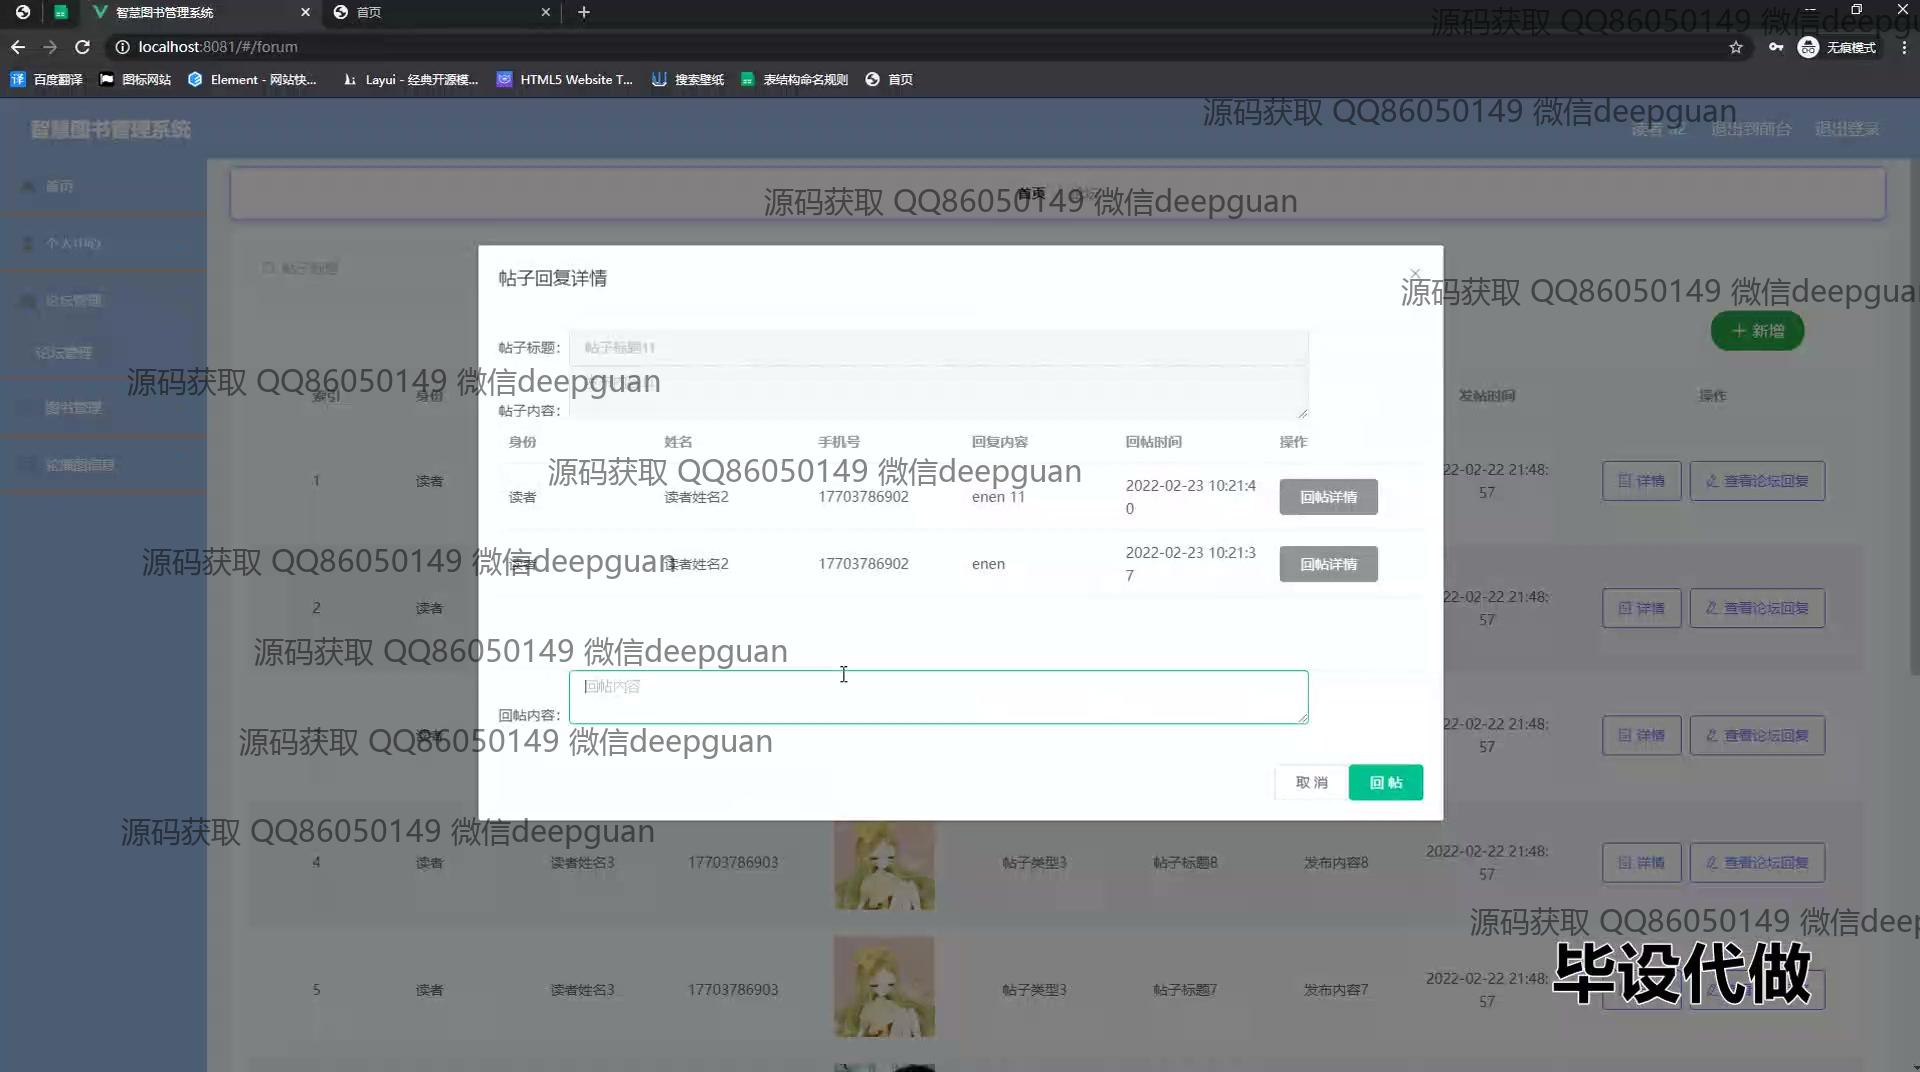 智慧图书管理系统
首页
localhost:8081/#/forum
无痕模式
百度翻译
图标网站
Element - 网站快...
Layui - 经典开源模...
HTML5 Website T...
搜索壁纸
表结构命名规则
首页
源码获取 QQ86050149 微信deepgu
源码获取 QQ86050149 微信deepguan
智慧图书管理系统
退出到前台
退出登录
首页
源码获取 QQ86050149 微信deepguan
首页
个人中心
帖子标题
帖子回复详情
源码获取 QQ86050149 微信deepguan
论坛管理
新增
论坛管理
帖子标题：
帖子标题11
源码获取 QQ86050149 微信deepguan
索引
身份
发帖时间
操作
图书管理
帖子内容：
身份
姓名
手机号
回复内容
回帖时间
操作
轮播图信息
源码获取 QQ86050149 微信deepguan
1
读者
读者
读者姓名2
17703786902
enen 11
2022-02-23 10:21:4
0
回帖详情
22-02-22 21:48:
57
详情
查看论坛回复
源码获取 QQ86050149 微信deepguan
读者
读者姓名2
17703786902
enen
2022-02-23 10:21:3
7
回帖详情
2
读者
22-02-22 21:48:
57
详情
查看论坛回复
源码获取 QQ86050149 微信deepguan
回帖内容：
回帖内容
源码获取 QQ86050149 微信deepguan
读者
22-02-22 21:48:
57
详情
查看论坛回复
取 消
回 帖
源码获取 QQ86050149 微信deepguan
4
读者
读者姓名3
17703786903
帖子类型3
帖子标题8
发布内容8
2022-02-22 21:48:
57
详情
查看论坛回复
源码获取 QQ86050149 微信deep
毕设代做
5
读者
读者姓名3
17703786903
帖子类型3
帖子标题7
发布内容7
2022-02-22 21:48:
57